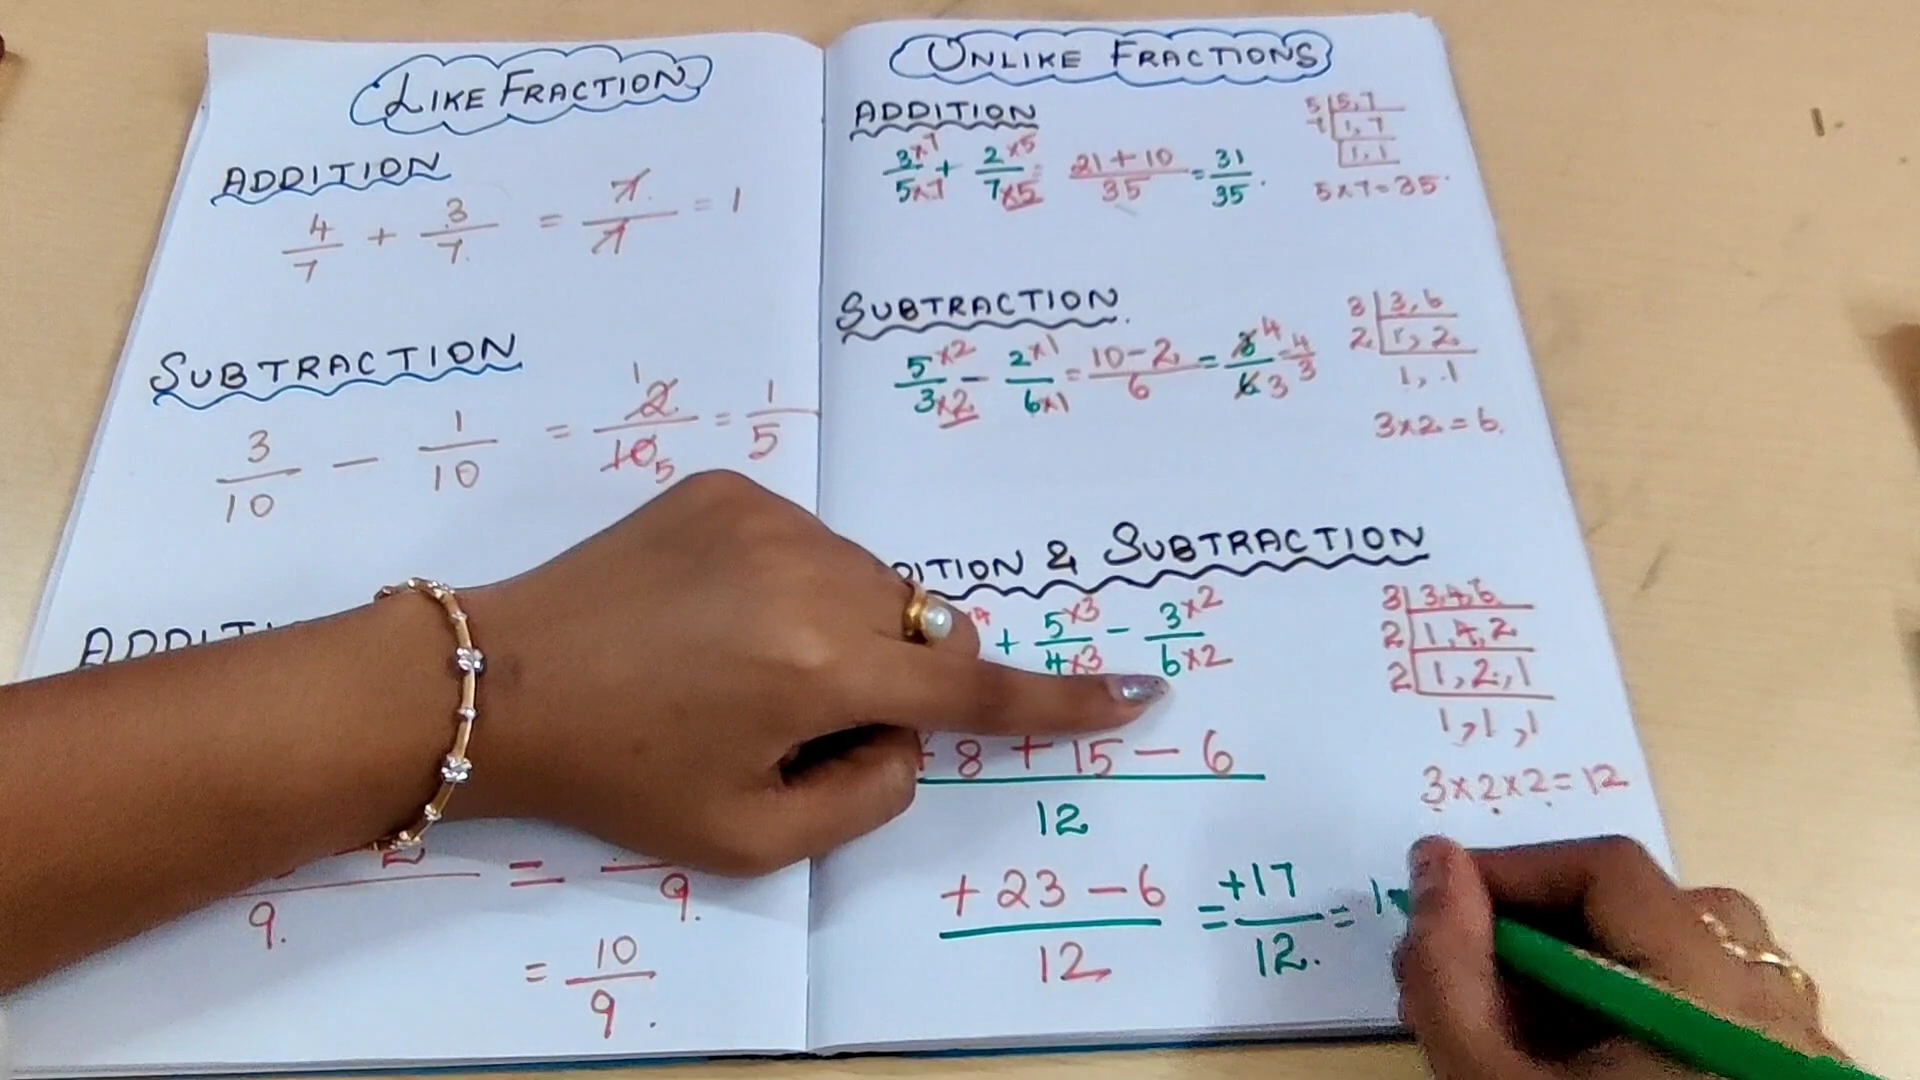 LIKE FRACTION
ADDITION
4/7 + 3/7 = 7/7 = 1
SUBTRACTION
3/10 - 1/10 = 2/10 1 5 = 1/5
9. = 9.
= 10/9.
UNLIKE FRACTIONS
ADDITION
3×7/5×7 + 2×5/7×5 = 21+10/35 = 31/35.
5 | 5,7
7 | 1,7
1,1
5×7=35.
SUBTRACTION.
5×2/3×2 - 2×1/6×1 = 10-2/6 = 8 4/6 3 = 4/3
3 | 3,6
2 | 1,2.
1,1
3×2=6.
& SUBTRACTION
+ 5×3/4×3 - 3×2/6×2
+8+15-6/12
+23-6/12 = +17/12. =
3 | 3,4,6
2 | 1,4,2
2 | 1,2,1
1,1,1
3×2×2=12